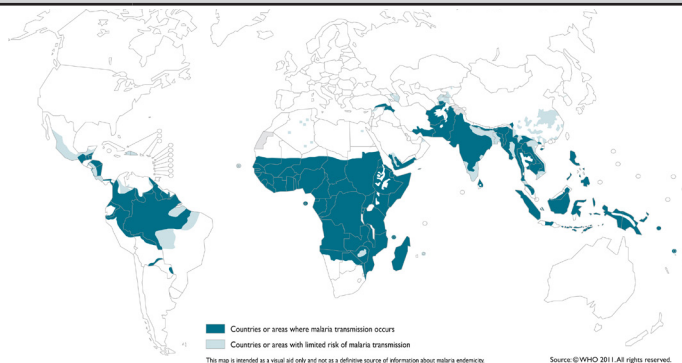 Countries or areas where malaria transmission occurs
Countries or areas with limited risk of malaria transmission
This map is intended as a visual aid only and not as a definitive source of information about malaria endemicity.
Source: © WHO 2011. All rights reserved.